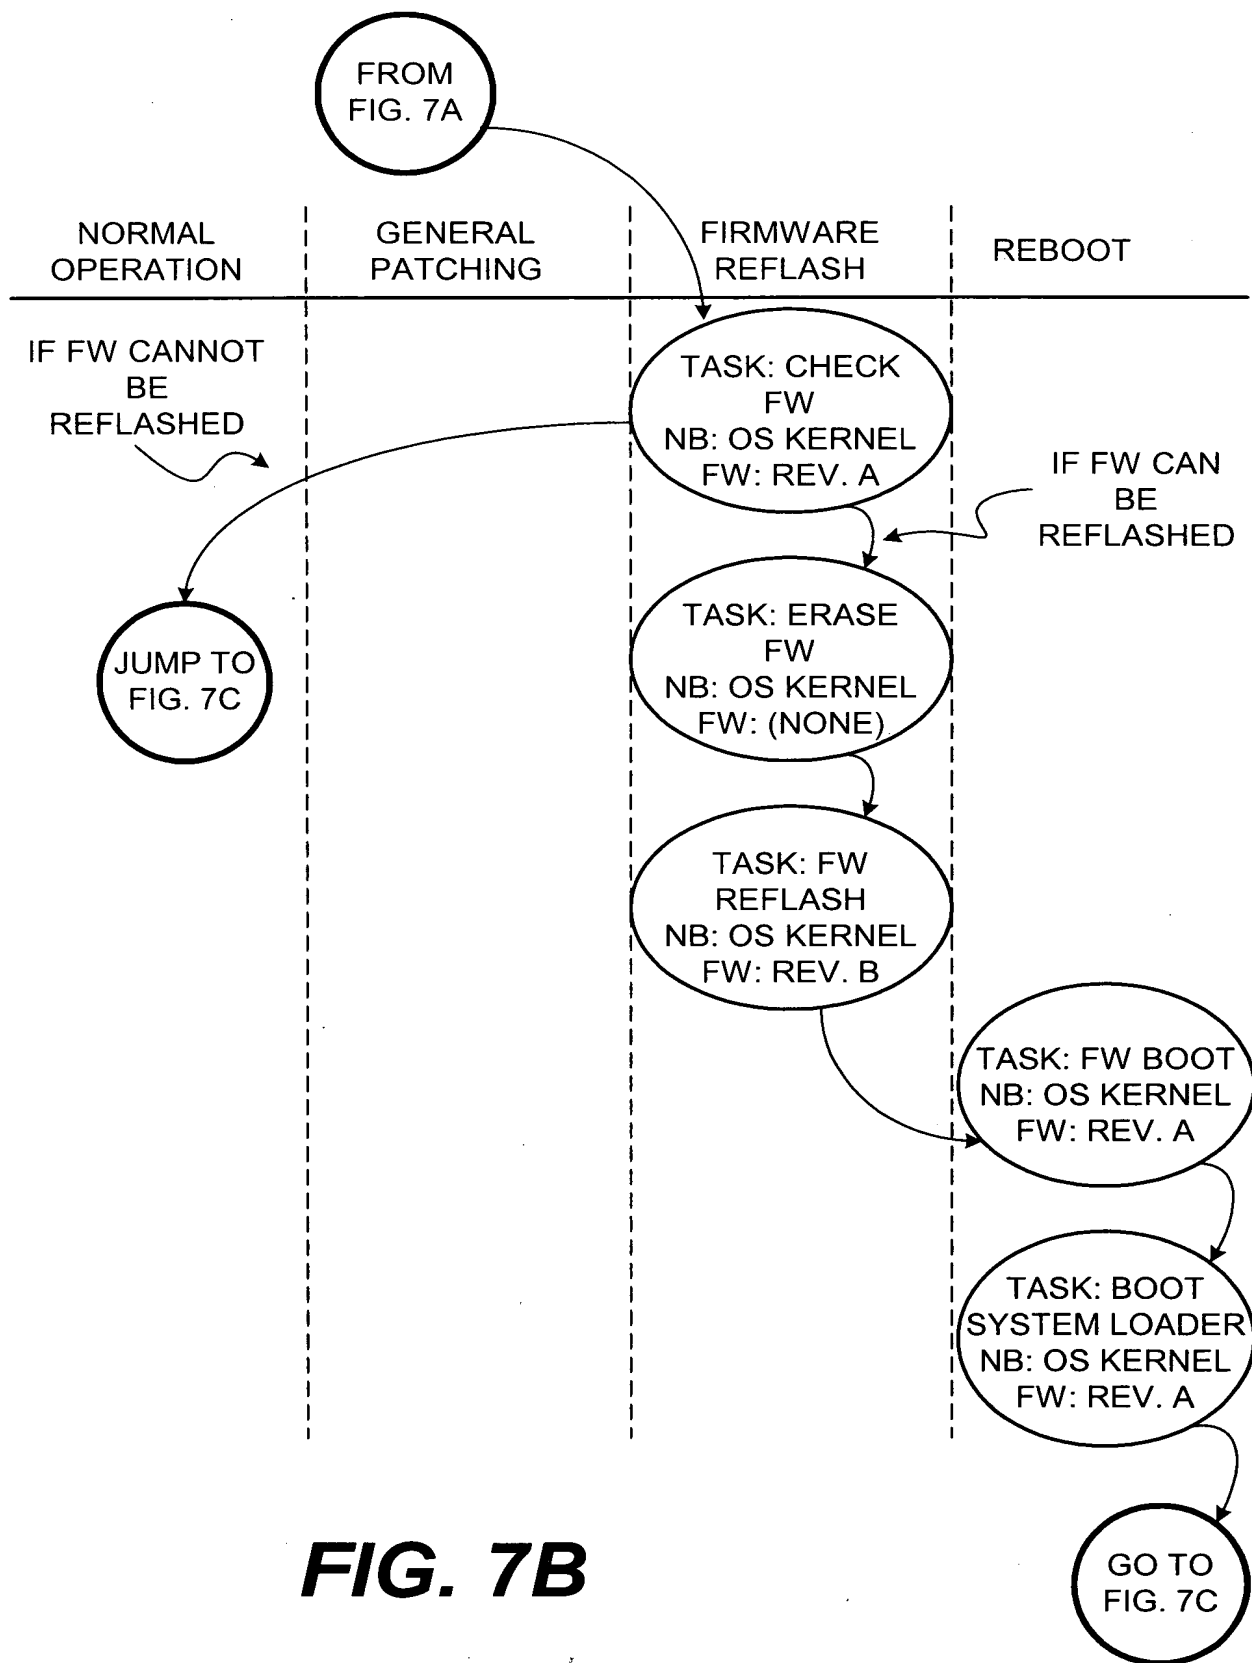 FROM
FIG. 7A
NORMAL
OPERATION
GENERAL
PATCHING
FIRMWARE
REFLASH
REBOOT
IF FW CANNOT
BE
REFLASHED
TASK: CHECK
FW
NB: OS KERNEL
FW: REV. A
IF FW CAN
BE
REFLASHED
JUMP TO
FIG. 7C
TASK: ERASE
FW
NB: OS KERNEL
FW: (NONE)
TASK: FW
REFLASH
NB: OS KERNEL
FW: REV. B
TASK: FW BOOT
NB: OS KERNEL
FW: REV. A
TASK: BOOT
SYSTEM LOADER
NB: OS KERNEL
FW: REV. A
GO TO
FIG. 7C
FIG. 7B